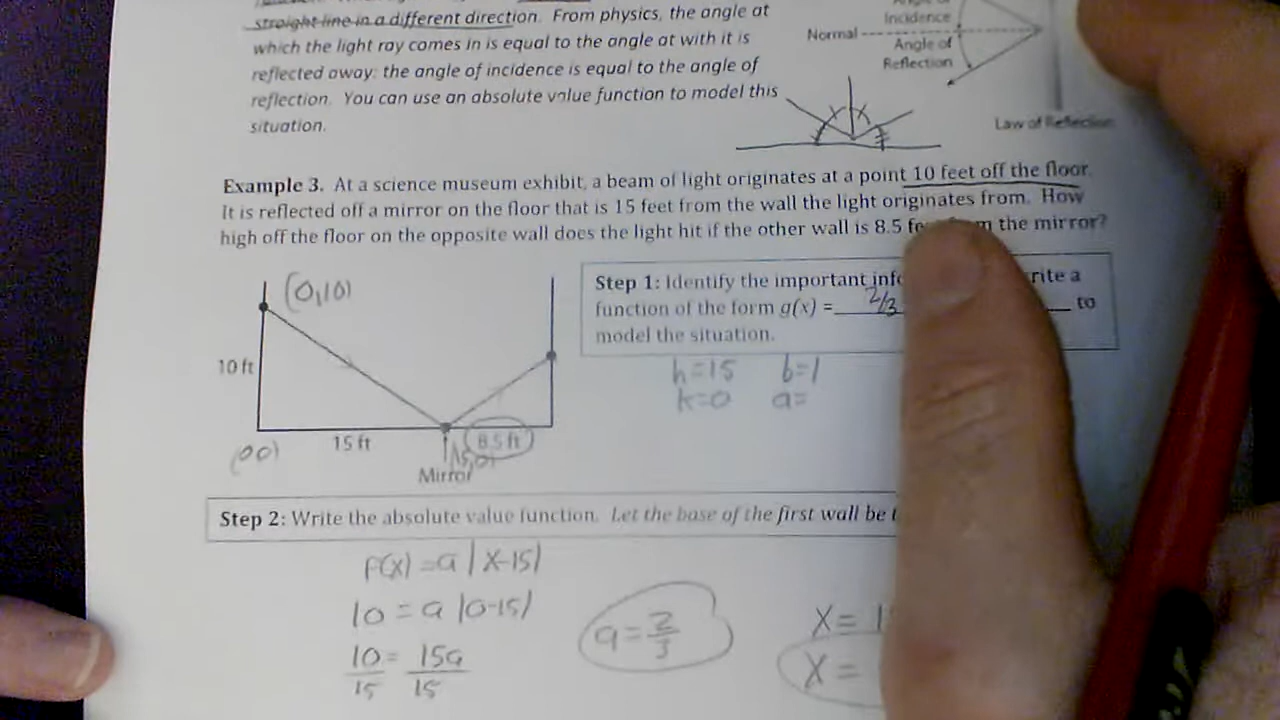 straight line in a different direction. From physics, the angle at
which the light ray comes in is equal to the angle at with it is
reflected away: the angle of incidence is equal to the angle of
reflection. You can use an absolute value function to model this
situation.
Incidence
Normal
Angle of
Reflection
Law of Reflection
Example 3. At a science museum exhibit, a beam of light originates at a point 10 feet off the floor.
It is reflected off a mirror on the floor that is 15 feet from the wall the light originates from. How
high off the floor on the opposite wall does the light hit if the other wall is 8.5 the mirror?
(0,10)
10 ft
(0,0)
15 ft
8.5 ft
(15,0)
Mirror
Step 1: Identify the important rite a
function of the form g(x) = 2/3 to
model the situation.
h=15 b=1
k=0 a=
Step 2: Write the absolute value function. Let the base of the first wall be
f(x) = a |x-15|
10 = a |0-15|
10 = 15a
15 15
a = 2/3
X =
X =